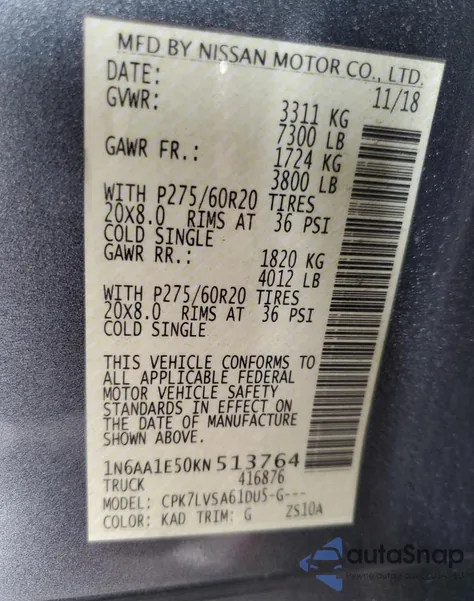 MFD BY NISSAN MOTOR CO., LTD.
DATE: 11/18
GVWR: 3311 KG
7300 LB
GAWR FR.: 1724 KG
3800 LB
WITH P275/60R20 TIRES
20X8.0 RIMS AT 36 PSI
COLD SINGLE
GAWR RR.: 1820 KG
4012 LB
WITH P275/60R20 TIRES
20X8.0 RIMS AT 36 PSI
COLD SINGLE
THIS VEHICLE CONFORMS TO
ALL APPLICABLE FEDERAL
MOTOR VEHICLE SAFETY
STANDARDS IN EFFECT ON
THE DATE OF MANUFACTURE
SHOWN ABOVE.
1N6AA1E50KN513764
TRUCK 416876
MODEL: CPK7LVSA61DUS-G---
COLOR: KAD TRIM: G ZS10A
autoSnap